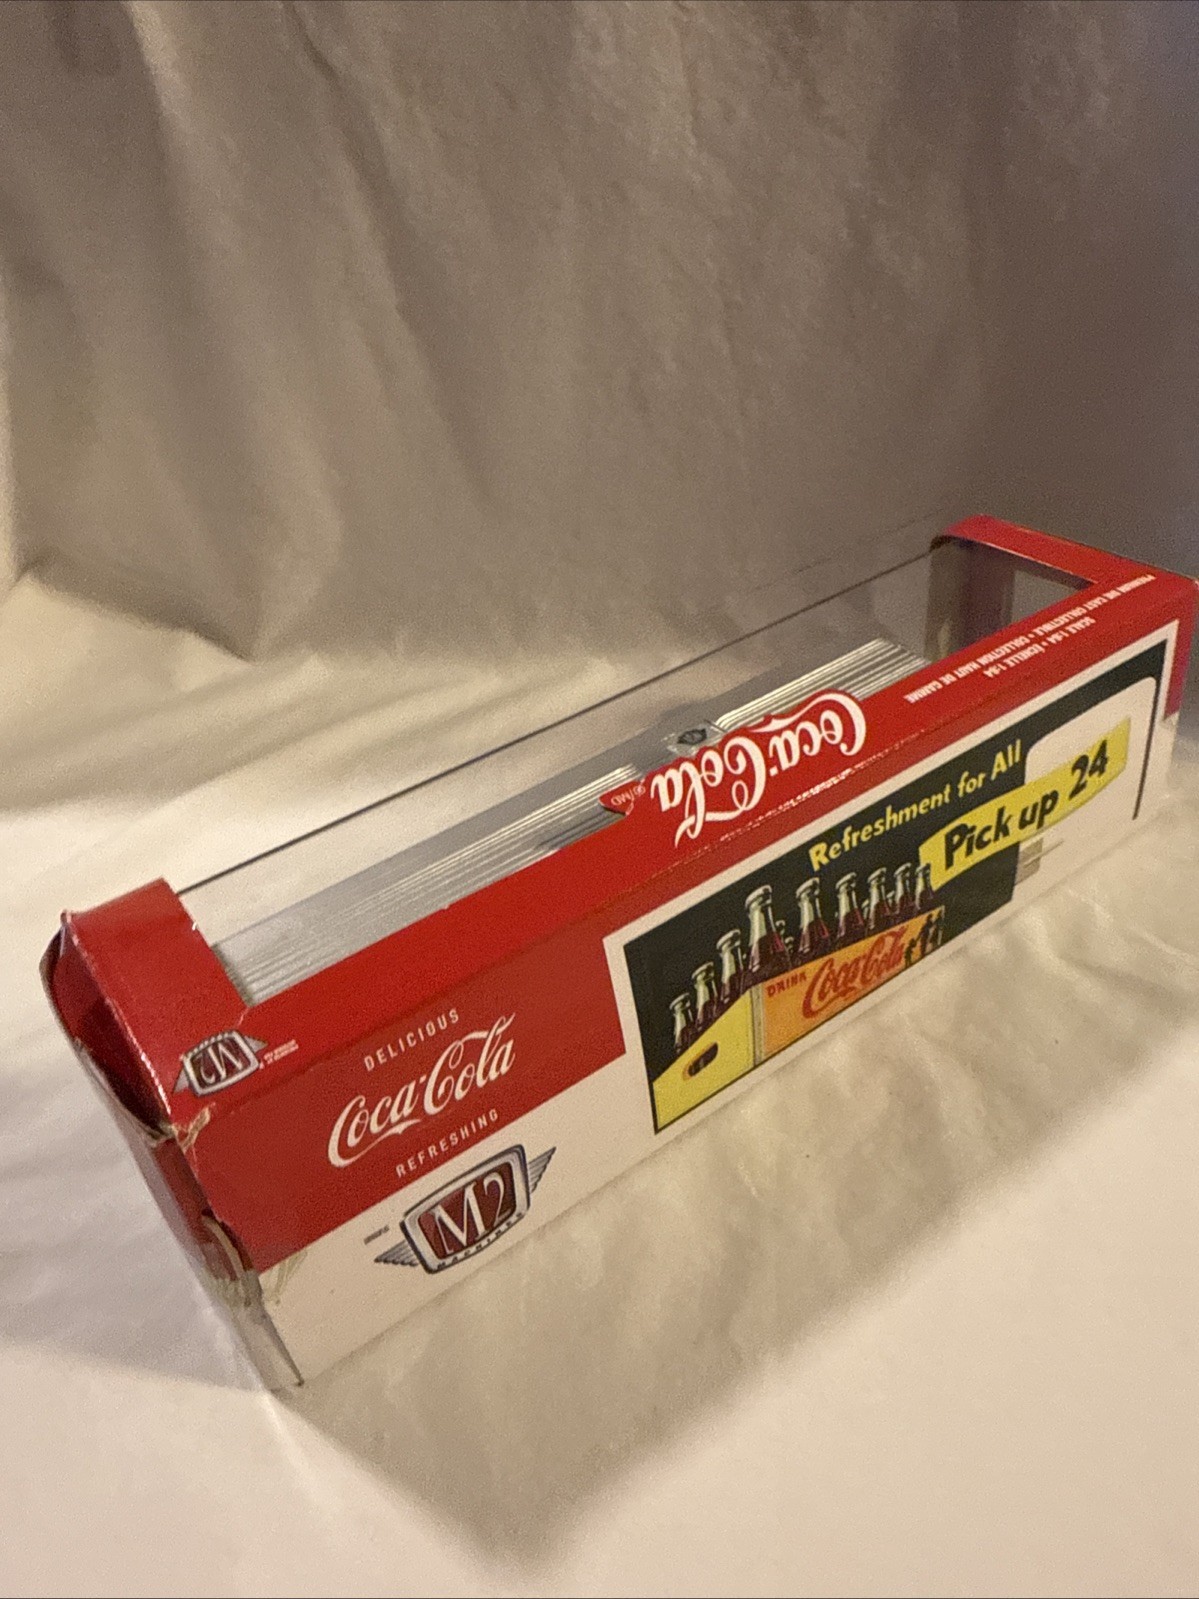 PREMIUM DIE CAST COLLECTIBLE • COLLECTION HAUT DE GAMME
SCALE 1:64 • ÉCHELLE 1:64
Coca-Cola
M2
DELICIOUS
Coca-Cola
REFRESHING
M2
MACHINES
Refreshment for All
Pick up 24
DRINK
Coca-Cola